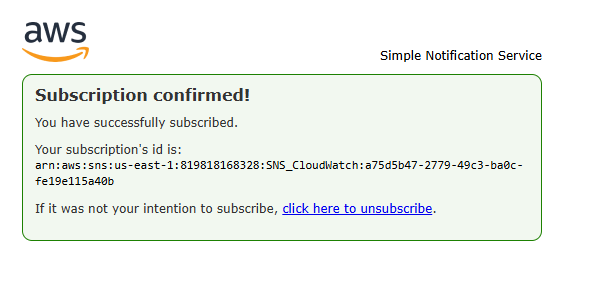 aws
Simple Notification Service
Subscription confirmed!
You have successfully subscribed.
Your subscription's id is:
arn:aws:sns:us-east-1:819818168328:SNS_CloudWatch:a75d5b47-2779-49c3-ba0c-
fe19e115a40b
If it was not your intention to subscribe, click here to unsubscribe.